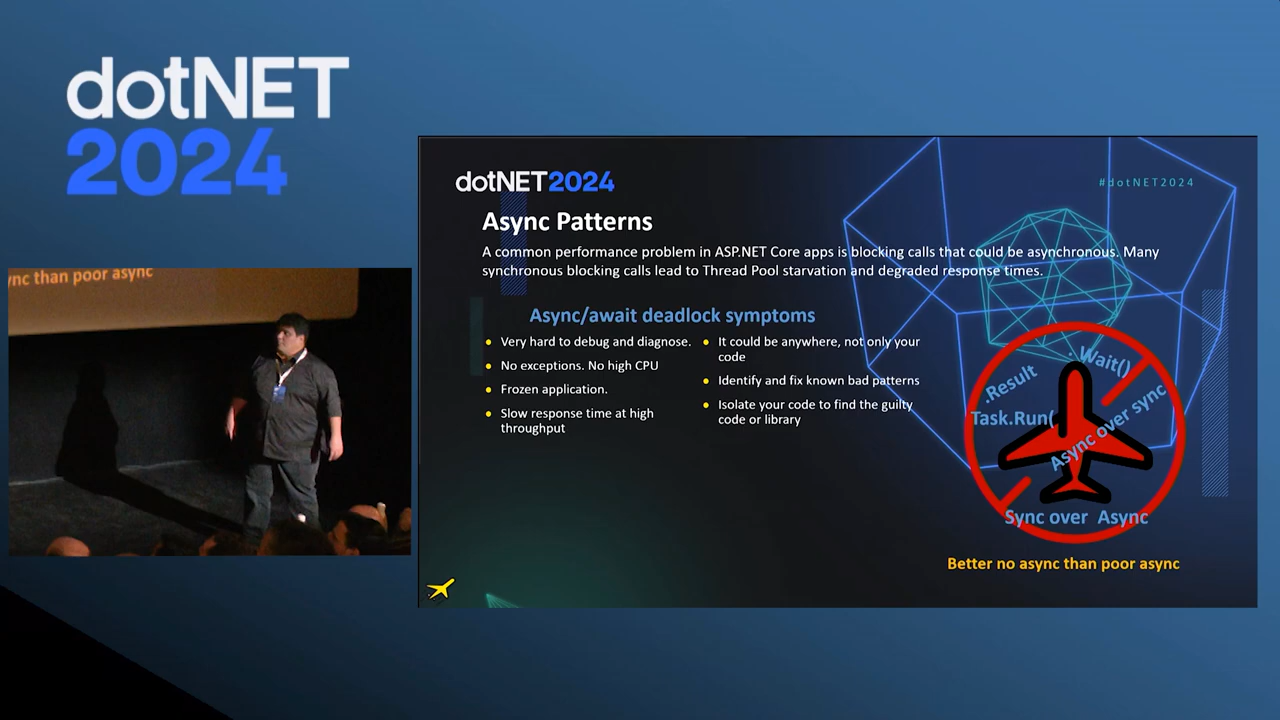 dotNET
2024
ync than poor async
dotNET2024
#dotNET2024
Async Patterns
A common performance problem in ASP.NET Core apps is blocking calls that could be asynchronous. Many
synchronous blocking calls lead to Thread Pool starvation and degraded response times.
Async/await deadlock symptoms
• Very hard to debug and diagnose.
• No exceptions. No high CPU
• Frozen application.
• Slow response time at high
throughput
• It could be anywhere, not only your
code
• Identify and fix known bad patterns
• Isolate your code to find the guilty
code or library
.Wait()
.Result
Task.Run(
Async over sync
Sync over Async
Better no async than poor async